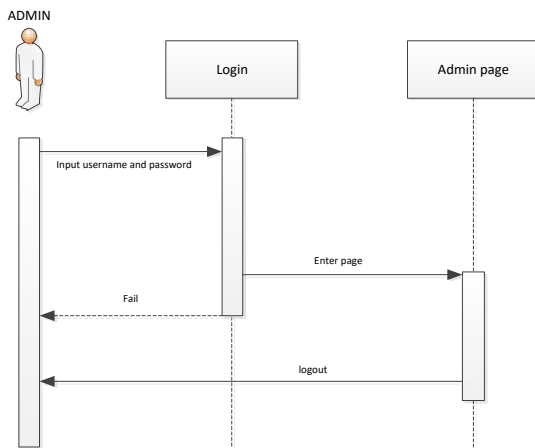 ADMIN
Login
Admin page
Input username and password
Enter page
Fail
logout